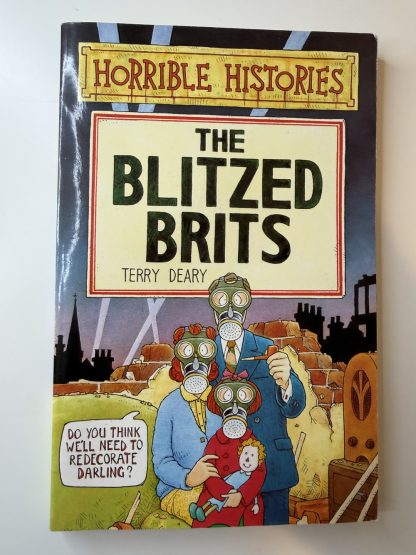 HORRIBLE HISTORIES
THE
BLITZED
BRITS
TERRY DEARY
DO YOU THINK
WE'LL NEED TO
REDECORATE
DARLING?